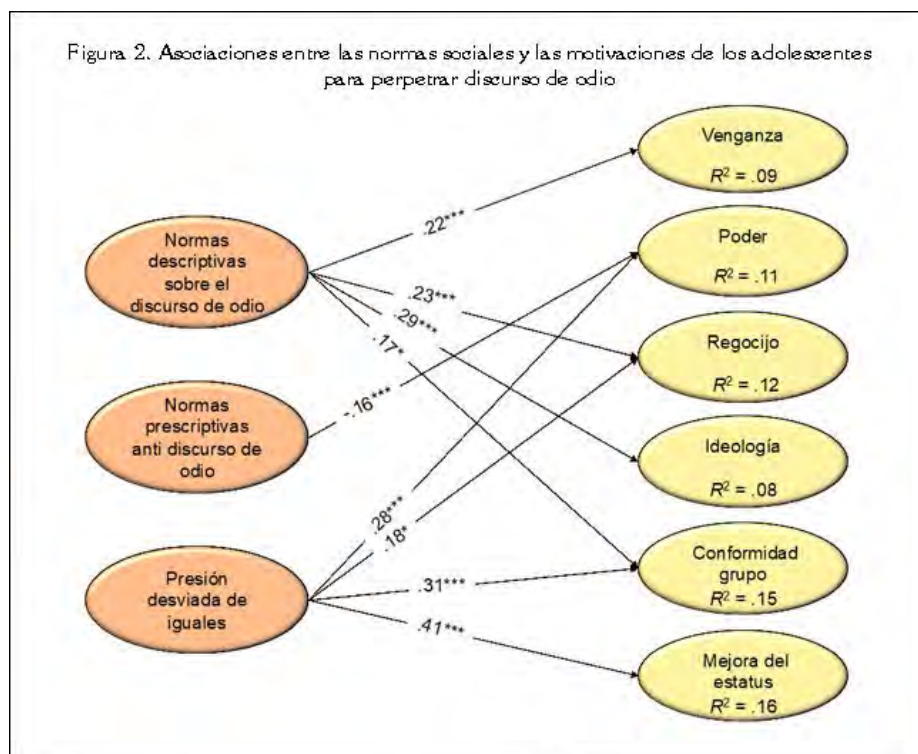 Figura 2. Asociaciones entre las normas sociales y las motivaciones de los adolescentes
para perpetrar discurso de odio
Normas
descriptivas
sobre el
discurso de odio
Normas
prescriptivas
anti discurso de
odio
Presión
desviada de
iguales
.22***
.23***
.29***
.17*
-.16***
.28***
.18*
.31***
.41***
Venganza
R² = .09
Poder
R² = .11
Regocijo
R² = .12
Ideología
R² = .08
Conformidad
grupo
R² = .15
Mejora del
estatus
R² = .16